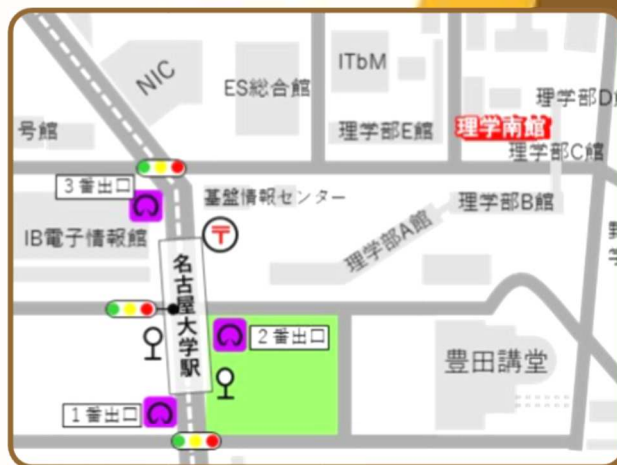 NIC
ES総合館
ITbM
理学部D
号館
理学部E館
理学南館
理学部C館
3番出口
基盤情報センター
理学部B館
IB電子情報館
〒
理学部A館
名古屋大学駅
2番出口
豊田講堂
1番出口